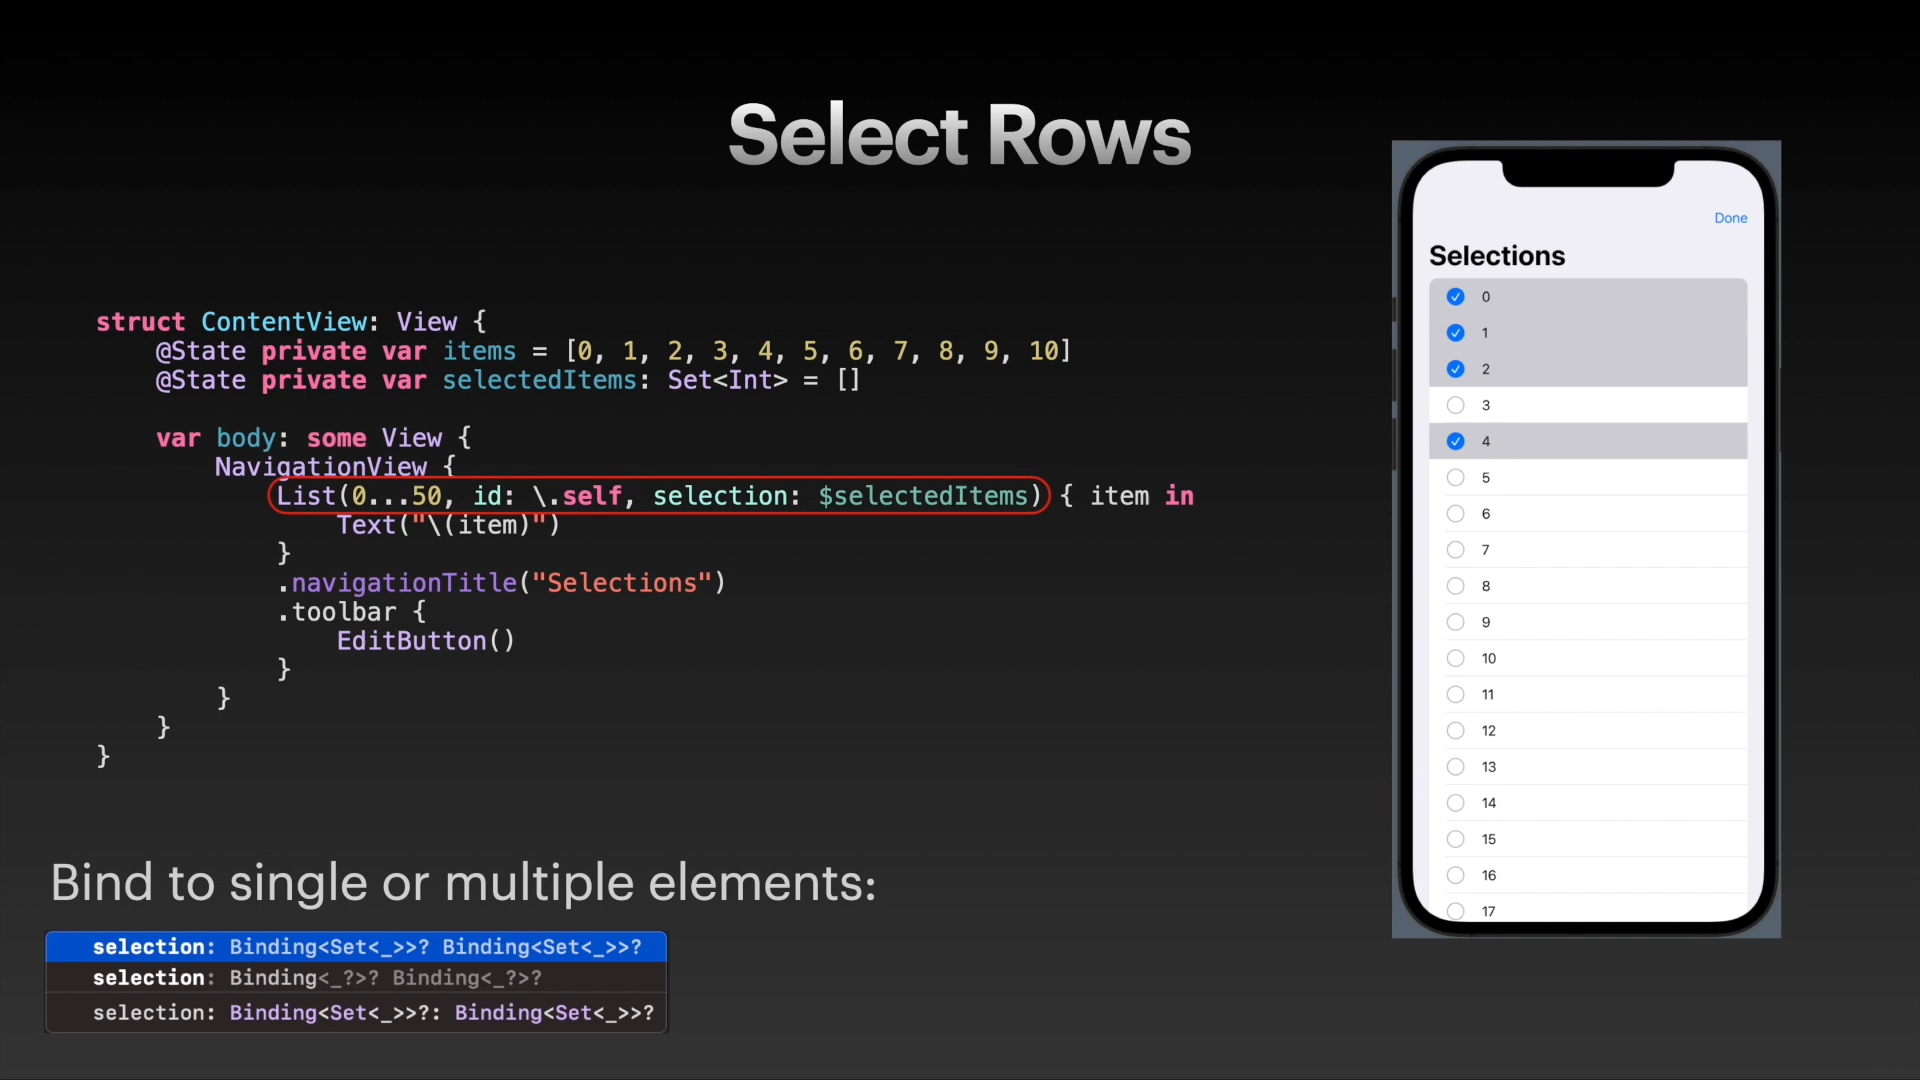 Select Rows
struct ContentView: View {
@State private var items = [0, 1, 2, 3, 4, 5, 6, 7, 8, 9, 10]
@State private var selectedItems: Set<Int> = []
var body: some View {
NavigationView {
List(0...50, id: \.self, selection: $selectedItems) { item in
Text("\(item)")
}
.navigationTitle("Selections")
.toolbar {
EditButton()
}
}
}
}
Bind to single or multiple elements:
selection: Binding<Set<_>>? Binding<Set<_>>?
selection: Binding<_?>? Binding<_?>?
selection: Binding<Set<_>>?: Binding<Set<_>>?
Done
Selections
0
1
2
3
4
5
6
7
8
9
10
11
12
13
14
15
16
17